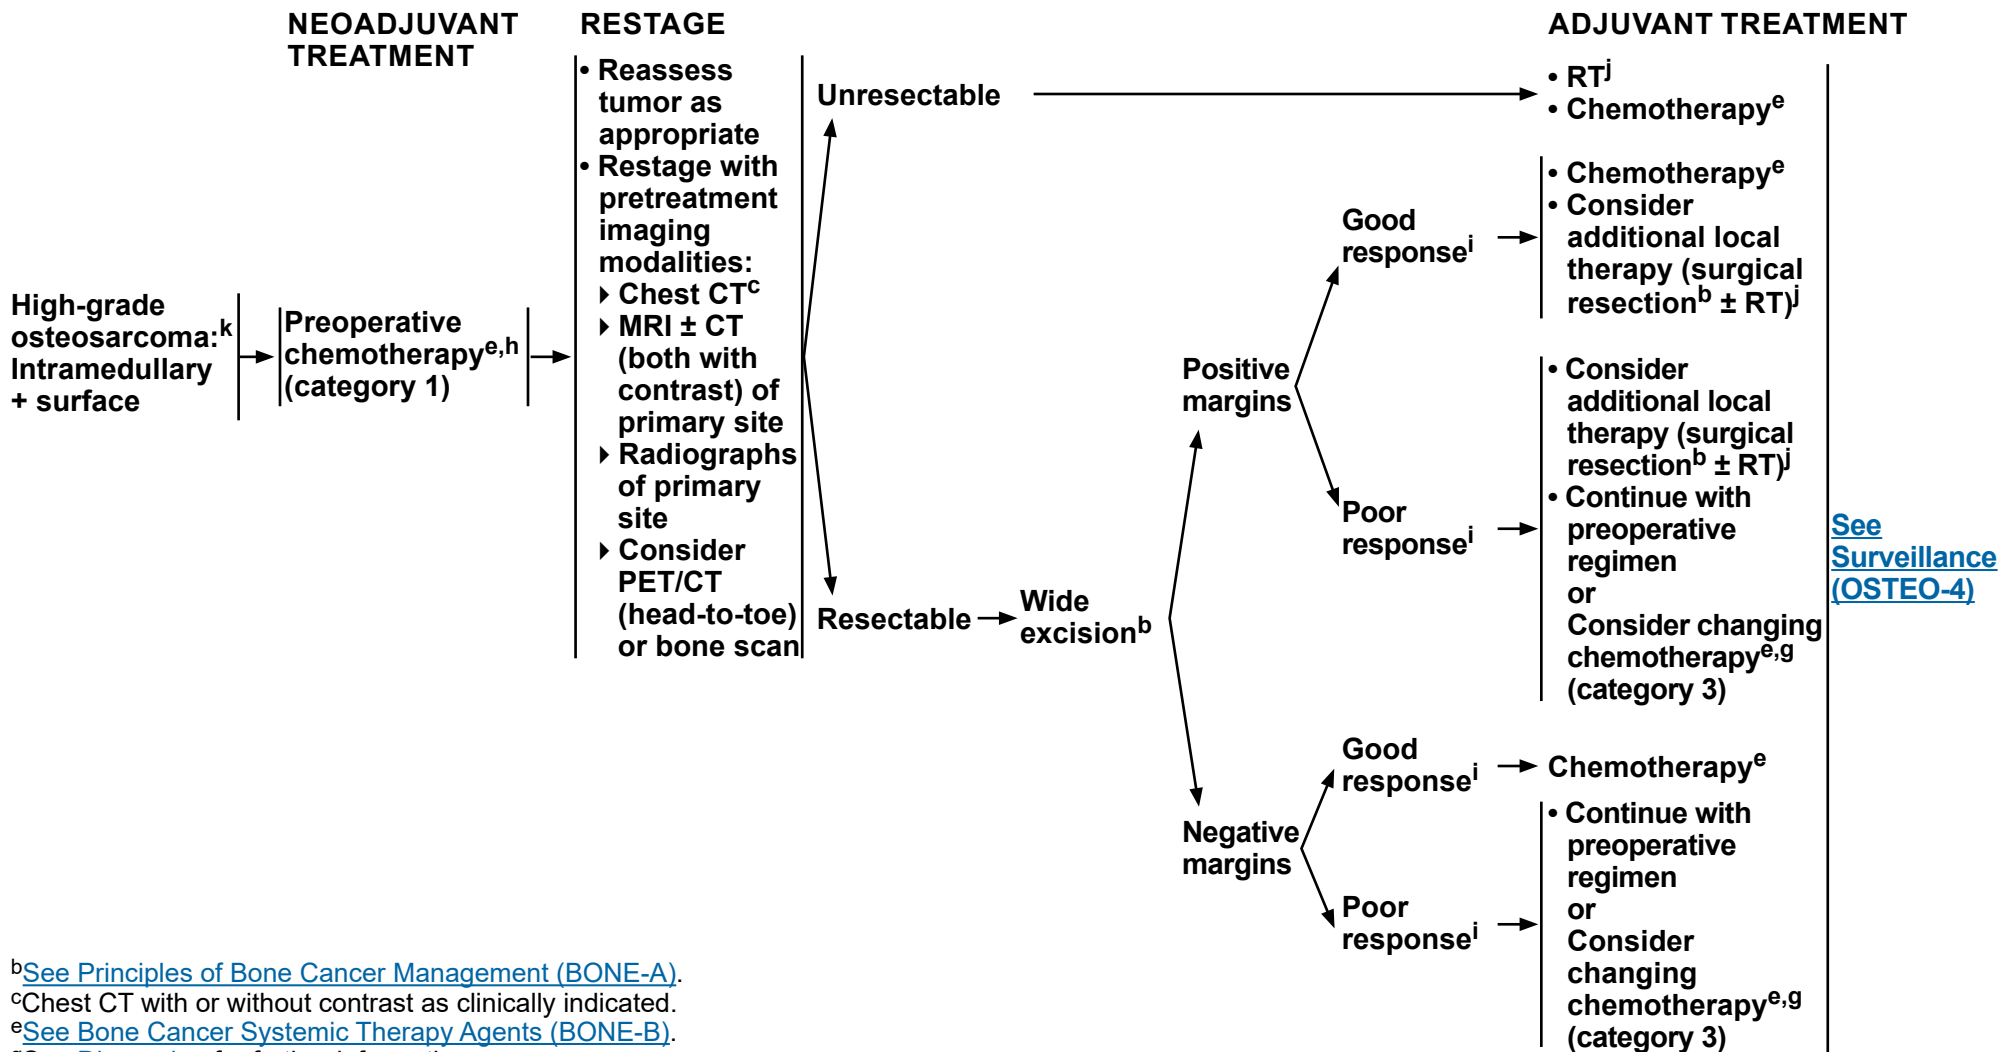 NEOADJUVANT
TREATMENT
RESTAGE
ADJUVANT TREATMENT
High-grade
osteosarcoma:k
Intramedullary
+ surface
Preoperative
chemotherapye,h
(category 1)
• Reassess
tumor as
appropriate
• Restage with
pretreatment
imaging
modalities:
▸ Chest CTc
▸ MRI ± CT
(both with
contrast) of
primary site
▸ Radiographs
of primary
site
▸ Consider
PET/CT
(head-to-toe)
or bone scan
Unresectable
• RTj
• Chemotherapye
Resectable
Wide
excisionb
Positive
margins
Good
responsei
• Chemotherapye
• Consider
additional local
therapy (surgical
resectionb ± RT)j
Poor
responsei
• Consider
additional local
therapy (surgical
resectionb ± RT)j
• Continue with
preoperative
regimen
or
Consider changing
chemotherapye,g
(category 3)
Negative
margins
Good
responsei
Chemotherapye
Poor
responsei
• Continue with
preoperative
regimen
or
Consider
changing
chemotherapye,g
(category 3)
See
Surveillance
(OSTEO-4)
bSee Principles of Bone Cancer Management (BONE-A).
cChest CT with or without contrast as clinically indicated.
eSee Bone Cancer Systemic Therapy Agents (BONE-B).